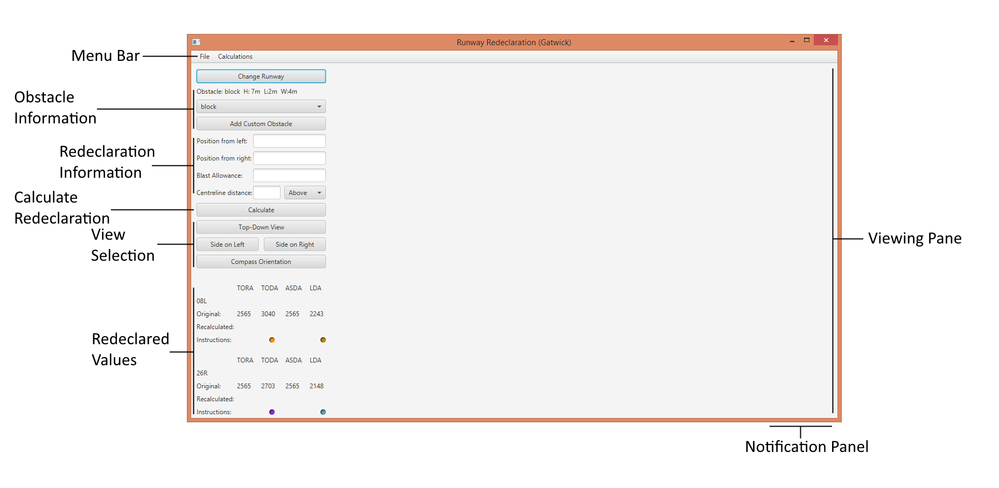 Runway Redeclaration (Gatwick)
Menu Bar
File Calculations
Change Runway
Obstacle
Information
Obstacle: block H: 7m L:2m W:4m
block
Add Custom Obstacle
Redeclaration
Information
Position from left:
Position from right:
Blast Allowance:
Centreline distance: Above
Calculate
Redeclaration
Calculate
View
Selection
Top-Down View
Side on Left Side on Right
Compass Orientation
Viewing Pane
Redeclared
Values
TORA TODA ASDA LDA
08L
Original: 2565 3040 2565 2243
Recalculated:
Instructions:
TORA TODA ASDA LDA
26R
Original: 2565 2703 2565 2148
Recalculated:
Instructions:
Notification Panel